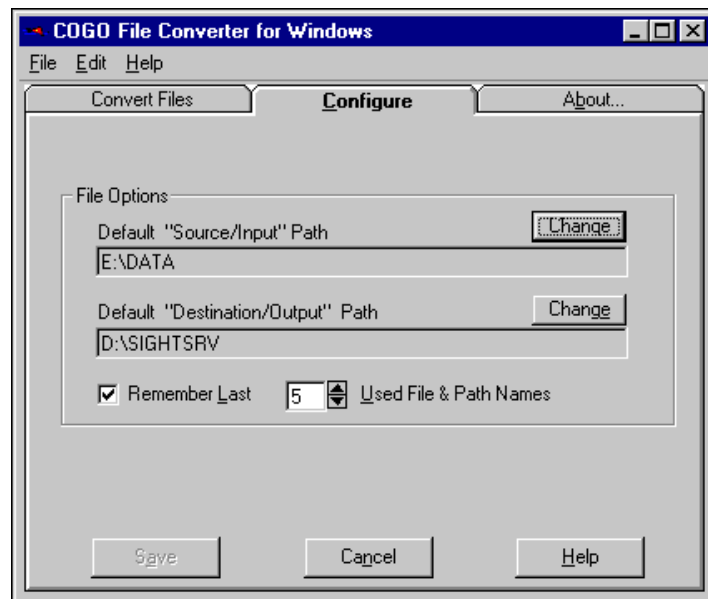 COGO File Converter for Windows
File Edit Help
Convert Files Configure About...
File Options
Default "Source/Input" Path Change
E:\DATA
Default "Destination/Output" Path Change
D:\SIGHTSRV
Remember Last 5 Used File & Path Names
Save Cancel Help